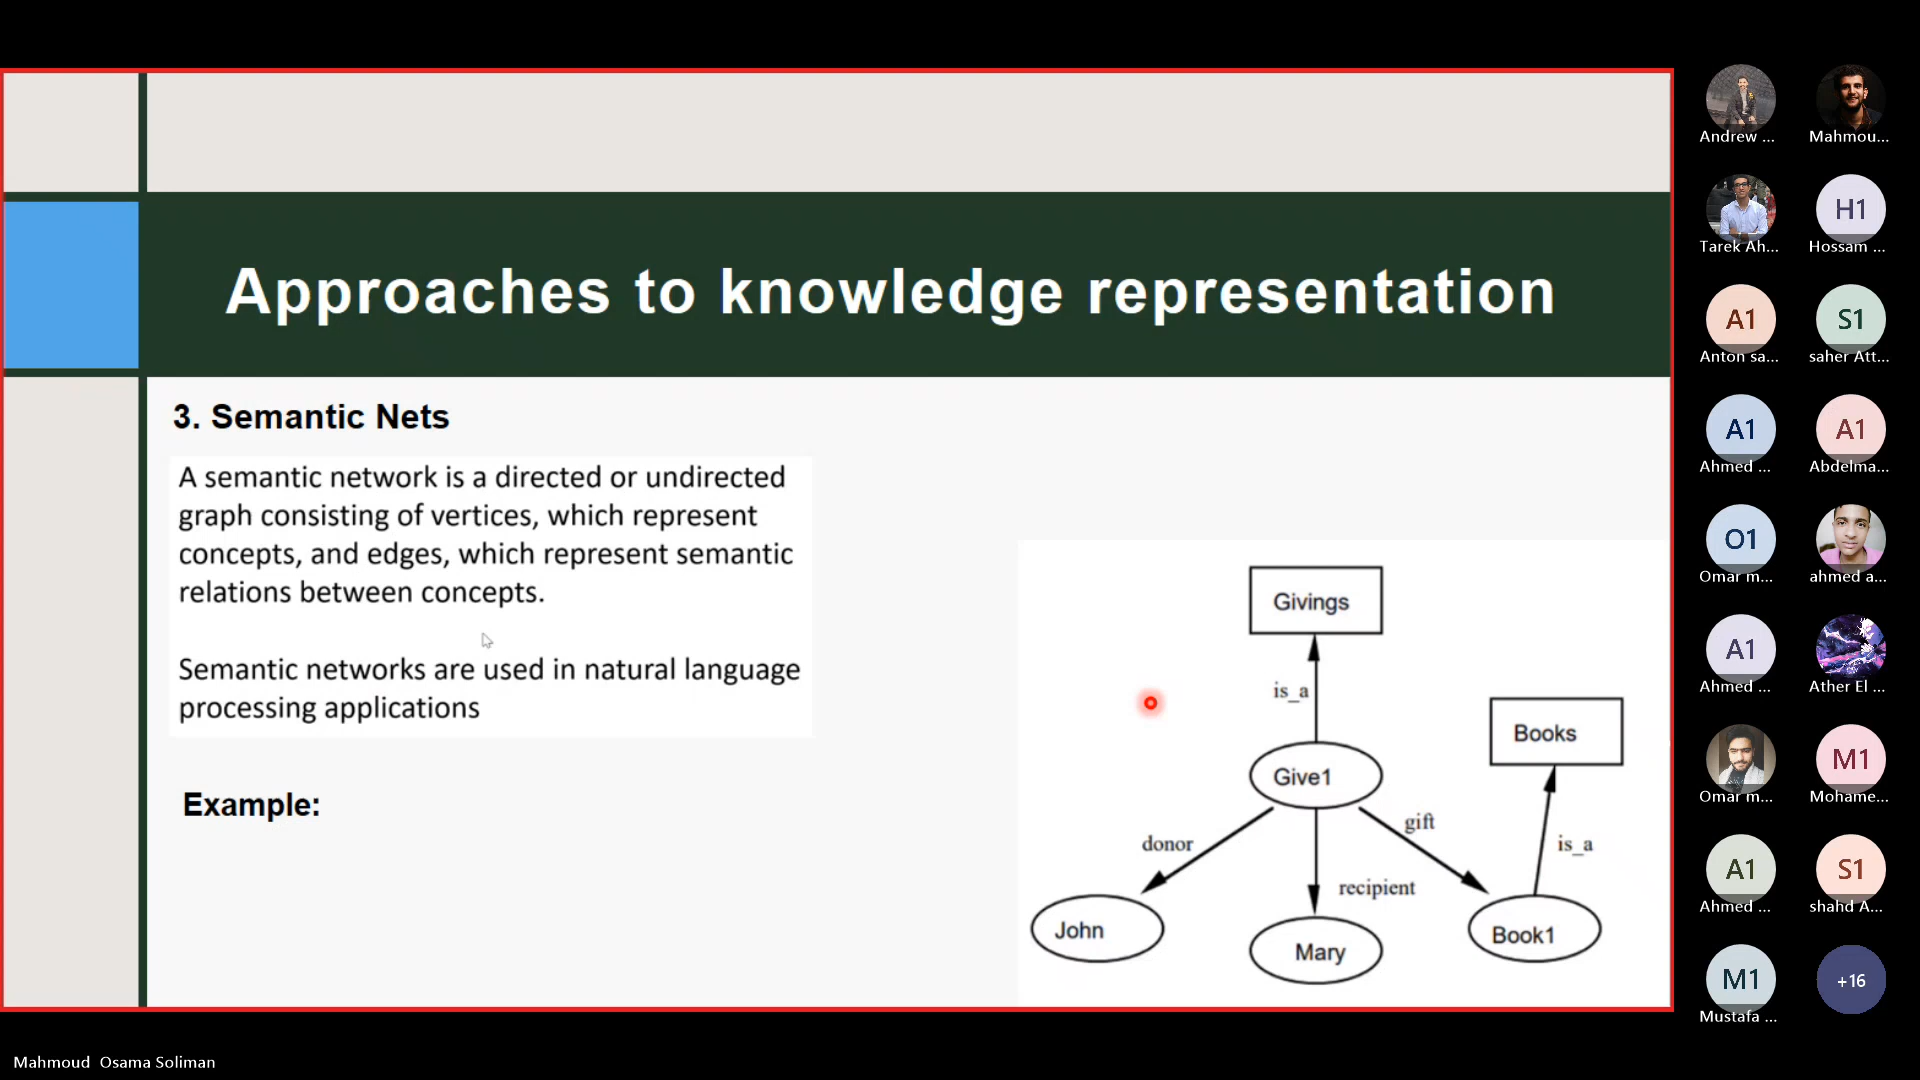 Approaches to knowledge representation
3. Semantic Nets
A semantic network is a directed or undirected
graph consisting of vertices, which represent
concepts, and edges, which represent semantic
relations between concepts.
Semantic networks are used in natural language
processing applications
Example:
Givings
is_a
Books
Give1
gift
donor
is_a
recipient
John
Mary
Book1
Andrew ...
Mahmou...
Tarek Ah...
H1
Hossam ...
A1
Anton sa...
S1
saher Att...
A1
Ahmed ...
A1
Abdelma...
O1
Omar m...
ahmed a...
A1
Ahmed ...
Ather El ...
Omar m...
M1
Mohame...
A1
Ahmed ...
S1
shahd A...
M1
Mustafa ...
+16
Mahmoud Osama Soliman